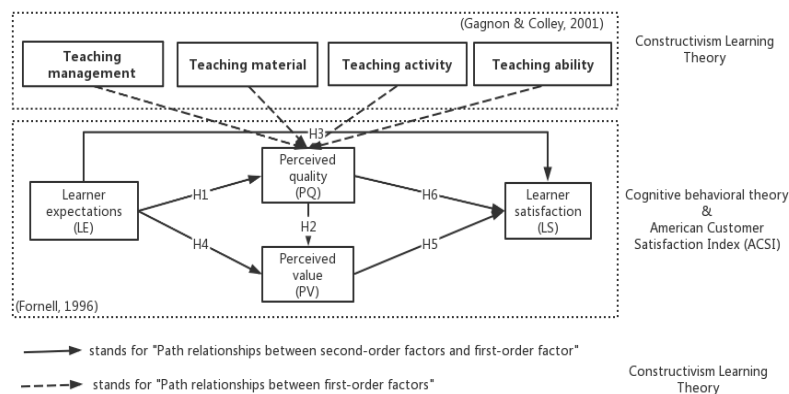 (Gagnon & Colley, 2001)
Teaching
management
Teaching material
Teaching activity
Teaching ability
Constructivism Learning
Theory
H3
Perceived
quality
(PQ)
Learner
expectations
(LE)
H1
H6
Learner
satisfaction
(LS)
H2
H4
H5
Perceived
value
(PV)
Cognitive behavioral theory
&
American Customer
Satisfaction Index (ACSI)
(Fornell, 1996)
stands for "Path relationships between second-order factors and first-order factor"
stands for "Path relationships between first-order factors"
Constructivism Learning
Theory